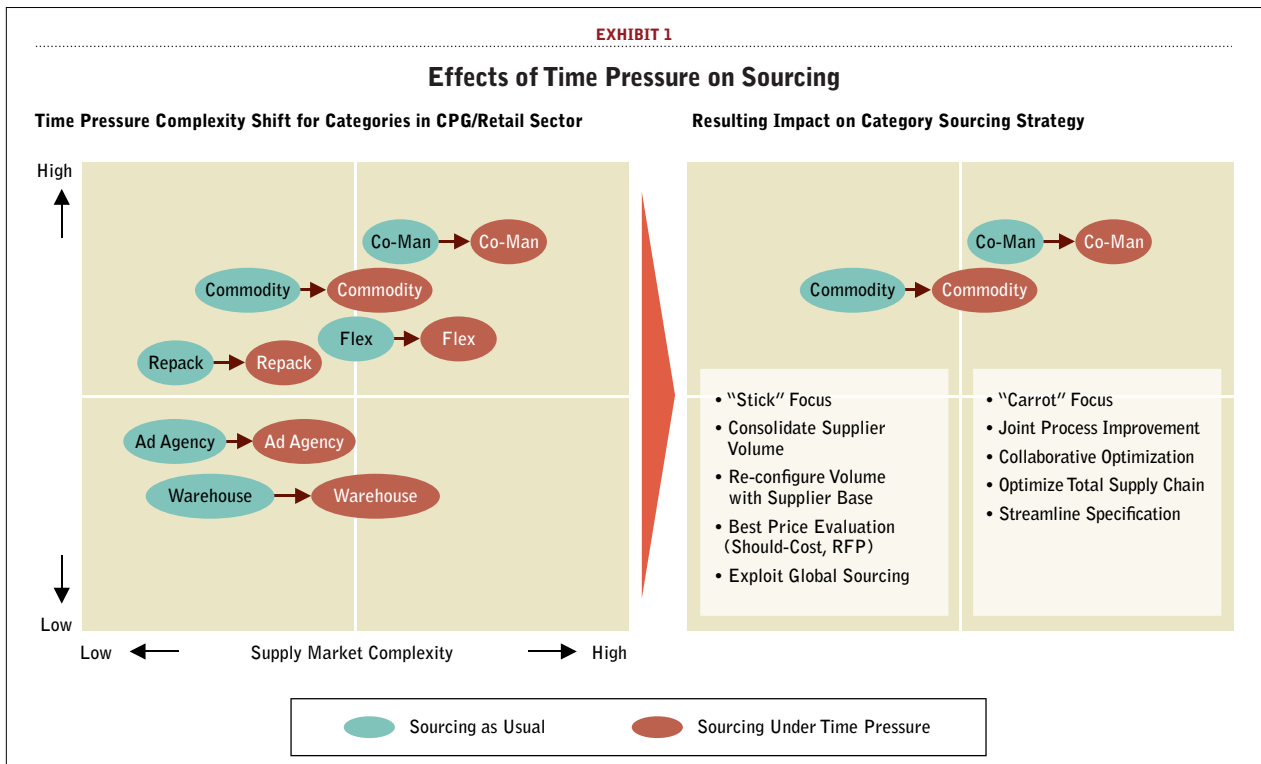 EXHIBIT 1
Effects of Time Pressure on Sourcing
Time Pressure Complexity Shift for Categories in CPG/Retail Sector
High
Co-Man
Co-Man
Commodity
Commodity
Flex
Flex
Repack
Repack
Ad Agency
Ad Agency
Warehouse
Warehouse
Low
Low
Supply Market Complexity
High
Resulting Impact on Category Sourcing Strategy
Co-Man
Co-Man
Commodity
Commodity
• “Stick” Focus
• Consolidate Supplier
Volume
• Re-configure Volume
with Supplier Base
• Best Price Evaluation
(Should-Cost, RFP)
• Exploit Global Sourcing
• “Carrot” Focus
• Joint Process Improvement
• Collaborative Optimization
• Optimize Total Supply Chain
• Streamline Specification
Sourcing as Usual
Sourcing Under Time Pressure